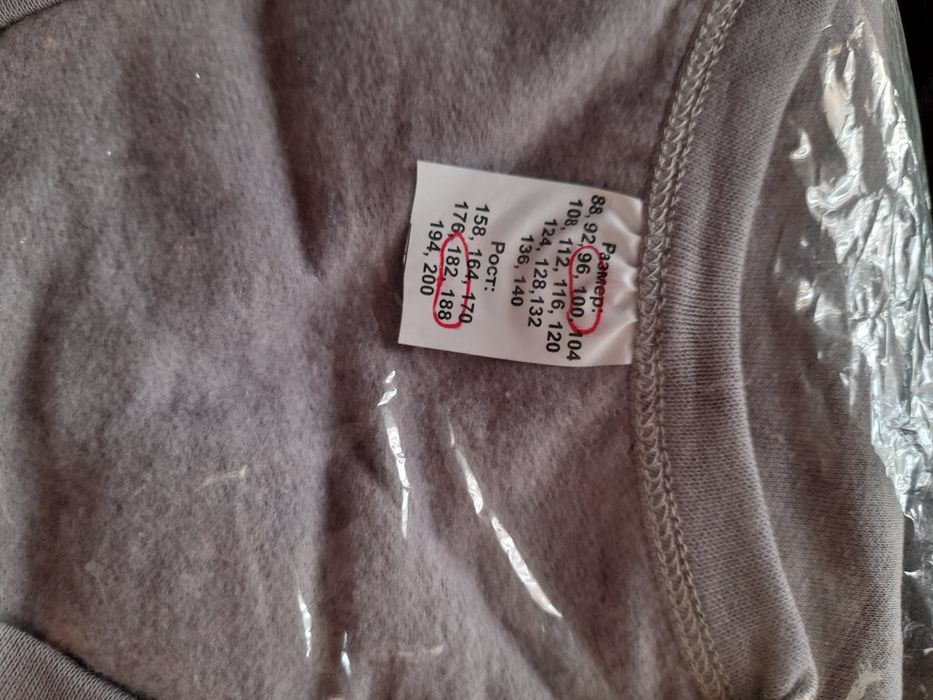 Размер:
88, 92, 96, 100, 104
108, 112, 116, 120
124, 128,132
136, 140
Рост:
158, 164, 170
176, 182, 188
194, 200